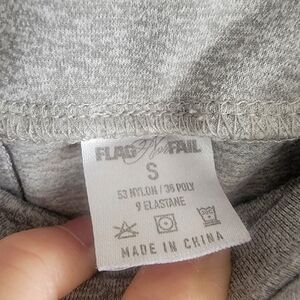 FLAG Nor FAIL
S
53 NYLON / 38 POLY
9 ELASTANE
MADE IN CHINA